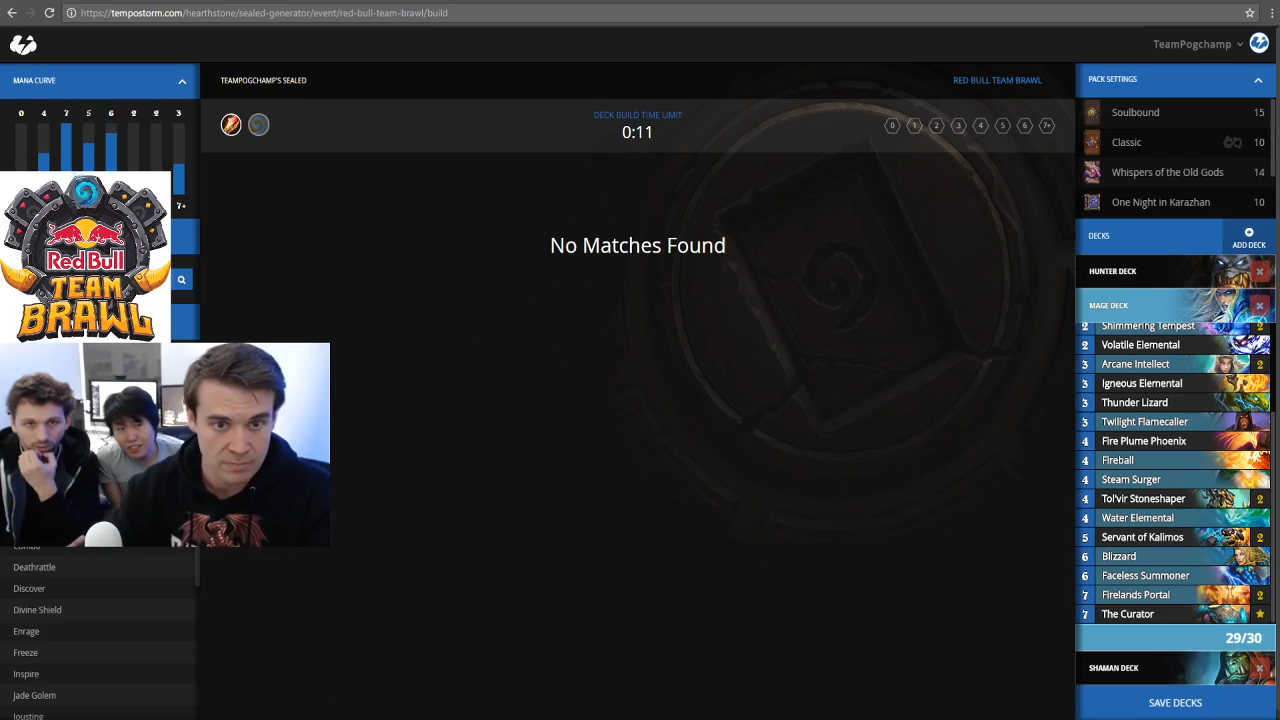 https://tempostorm.com/hearthstone/sealed-generator/event/red-bull-team-brawl/build
TeamPogchamp
MANA CURVE
TEAMPOGCHAMP'S SEALED
RED BULL TEAM BRAWL
PACK SETTINGS
0 4 7 5 6 2 2 3
7+
DECK BUILD TIME LIMIT
0:11
0 1 2 3 4 5 6 7+
Soulbound 15
Classic 10
Whispers of the Old Gods 14
One Night in Karazhan 10
No Matches Found
DECKS
ADD DECK
HUNTER DECK
MAGE DECK
2 Shimmering Tempest 2
2 Volatile Elemental
3 Arcane Intellect 2
3 Igneous Elemental
3 Thunder Lizard
3 Twilight Flamecaller
4 Fire Plume Phoenix
4 Fireball
4 Steam Surger
4 Tol'vir Stoneshaper 2
4 Water Elemental
5 Servant of Kalimos 2
6 Blizzard
6 Faceless Summoner
7 Firelands Portal 2
7 The Curator
29/30
SHAMAN DECK
SAVE DECKS
Red Bull
TEAM
BRAWL
Combo
Deathrattle
Discover
Divine Shield
Enrage
Freeze
Inspire
Jade Golem
Jousting